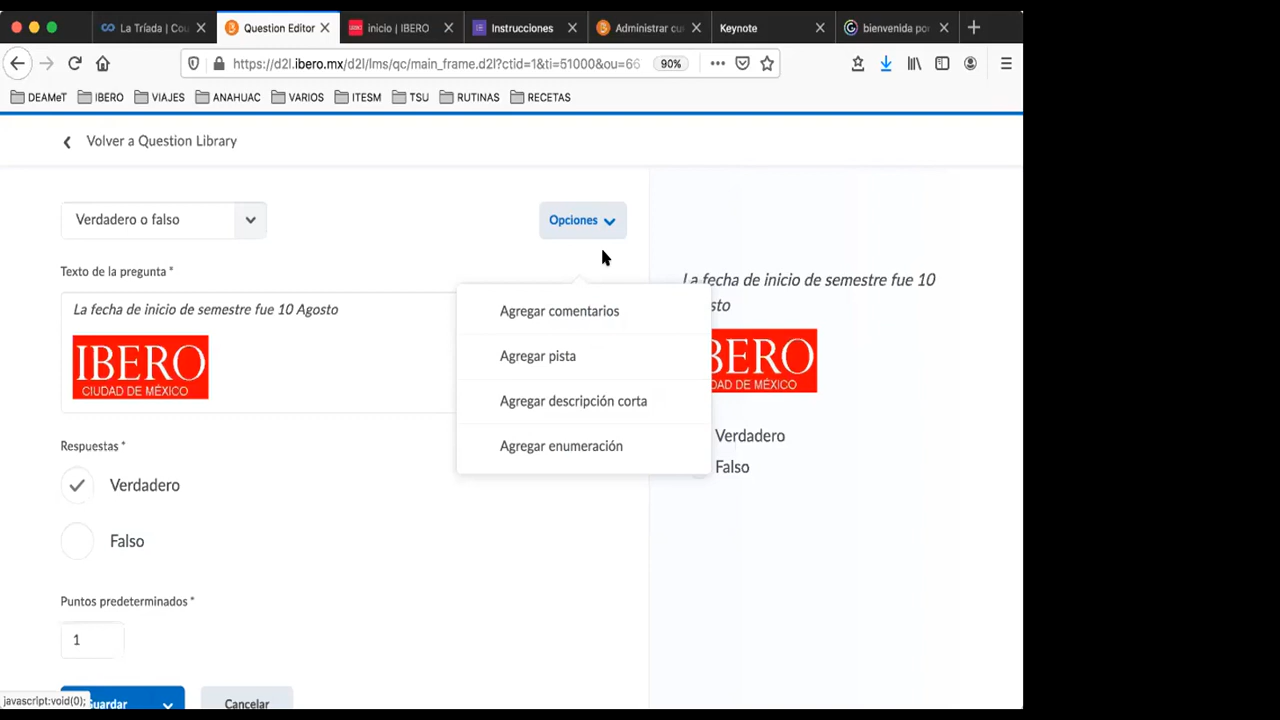 La Tríada | Cou
Question Editor
inicio | IBERO
Instrucciones
Administrar cu
Keynote
bienvenida po
https://d2l.ibero.mx/d2l/lms/qc/main_frame.d2l?ctid=1&ti=51000&ou=66
90%
DEAMeT
IBERO
VIAJES
ANAHUAC
VARIOS
ITESM
TSU
RUTINAS
RECETAS
Volver a Question Library
Verdadero o falso
Opciones
Texto de la pregunta *
La fecha de inicio de semestre fue 10 Agosto
IBERO
CIUDAD DE MÉXICO
Agregar comentarios
Agregar pista
Agregar descripción corta
Agregar enumeración
La fecha de inicio de semestre fue 10
sto
BERO
DAD DE MÉXICO
Verdadero
Falso
Respuestas *
Verdadero
Falso
Puntos predeterminados *
1
Guardar
Cancelar
javascript:void(0);